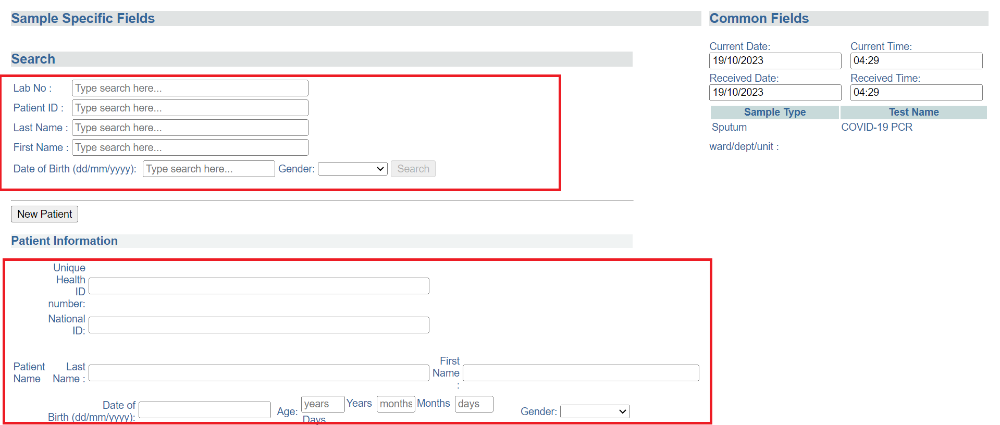 Sample Specific Fields
Common Fields
Search
Current Date:
Current Time:
19/10/2023
04:29
Received Date:
Received Time:
19/10/2023
04:29
Sample Type
Test Name
Sputum
COVID-19 PCR
ward/dept/unit :
Lab No :
Type search here...
Patient ID :
Type search here...
Last Name :
Type search here...
First Name :
Type search here...
Date of Birth (dd/mm/yyyy):
Type search here...
Gender:
Search
New Patient
Patient Information
Unique
Health
ID
number:
National
ID:
Patient
Name
Last
Name :
First
Name
:
Date of
Birth (dd/mm/yyyy):
Age:
years
Years
months
Months
days
Days
Gender: